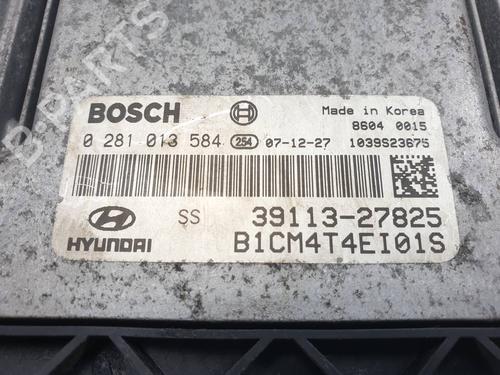 BOSCH Made in Korea
8604 0015
0 281 013 584 254 07-12-27 1039S23675
SS 39113-27825
HYUNDAI B1CM4T4EI01S
B-PARTS